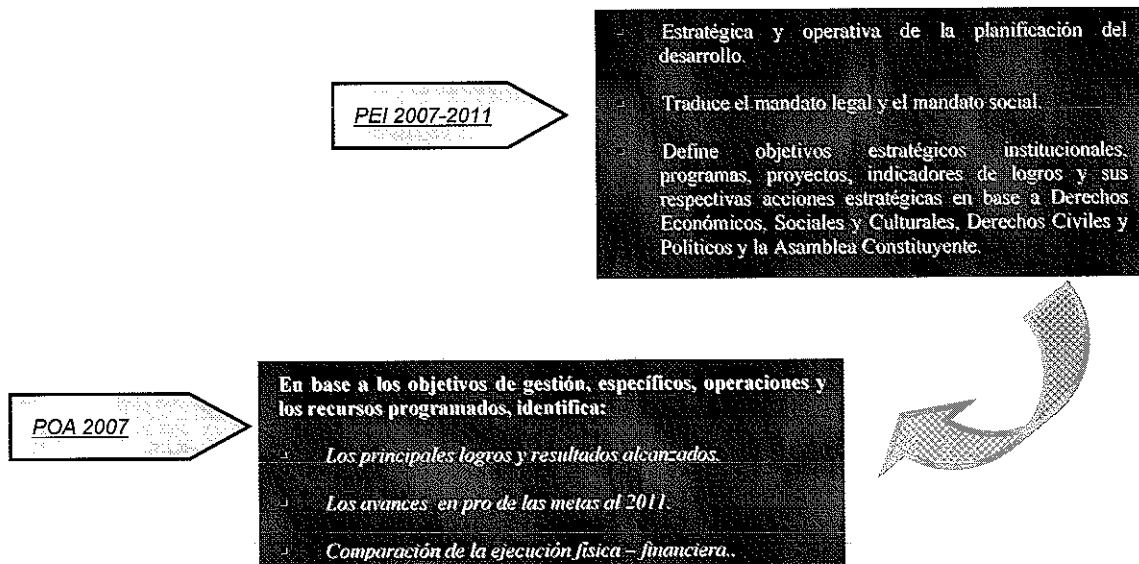 Estratégica y operativa de la planificación del
desarrollo.
PEI 2007-2011
Traduce el mandato legal y el mandato social.
Define objetivos estratégicos institucionales,
programas, proyectos, indicadores de logros y sus
respectivas acciones estratégicas en base a Derechos
Económicos, Sociales y Culturales, Derechos Civiles y
Políticos y la Asamblea Constituyente.
En base a los objetivos de gestión, específicos, operaciones y
los recursos programados, identifica:
POA 2007
Los principales logros y resultados alcanzados.
Los avances en pro de las metas al 2011.
Comparación de la ejecución física – financiera..